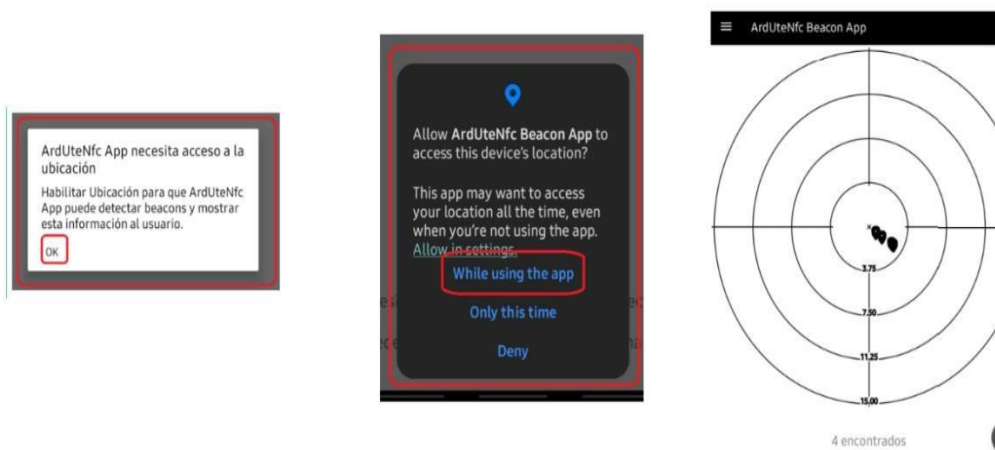 ArdUteNfc App necesita acceso a la
ubicación
Habilitar Ubicación para que ArdUteNfc
App puede detectar beacons y mostrar
esta información al usuario.
OK
Allow ArdUteNfc Beacon App to
access this device's location?
This app may want to access
your location all the time, even
when you're not using the app.
Allow in settings.
While using the app
Only this time
Deny
ArdUteNfc Beacon App
3.75
7.50
11.25
15.00
4 encontrados